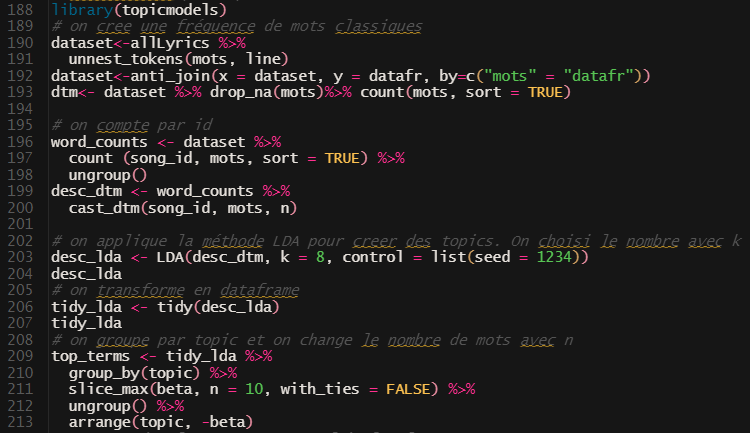 188 library(topicmodels)
189 # on cree une fréquence de mots classiques
190 dataset<-allLyrics %>%
191   unnest_tokens(mots, line)
192 dataset<-anti_join(x = dataset, y = datafr, by=c("mots" = "datafr"))
193 dtm<- dataset %>% drop_na(mots)%>% count(mots, sort = TRUE)
194
195 # on compte par id
196 word_counts <- dataset %>%
197   count (song_id, mots, sort = TRUE) %>%
198   ungroup()
199 desc_dtm <- word_counts %>%
200   cast_dtm(song_id, mots, n)
201
202 # on applique la méthode LDA pour creer des topics. On choisi le nombre avec k
203 desc_lda <- LDA(desc_dtm, k = 8, control = list(seed = 1234))
204 desc_lda
205 # on transforme en dataframe
206 tidy_lda <- tidy(desc_lda)
207 tidy_lda
208 # on groupe par topic et on change le nombre de mots avec n
209 top_terms <- tidy_lda %>%
210   group_by(topic) %>%
211   slice_max(beta, n = 10, with_ties = FALSE) %>%
212   ungroup() %>%
213   arrange(topic, -beta)